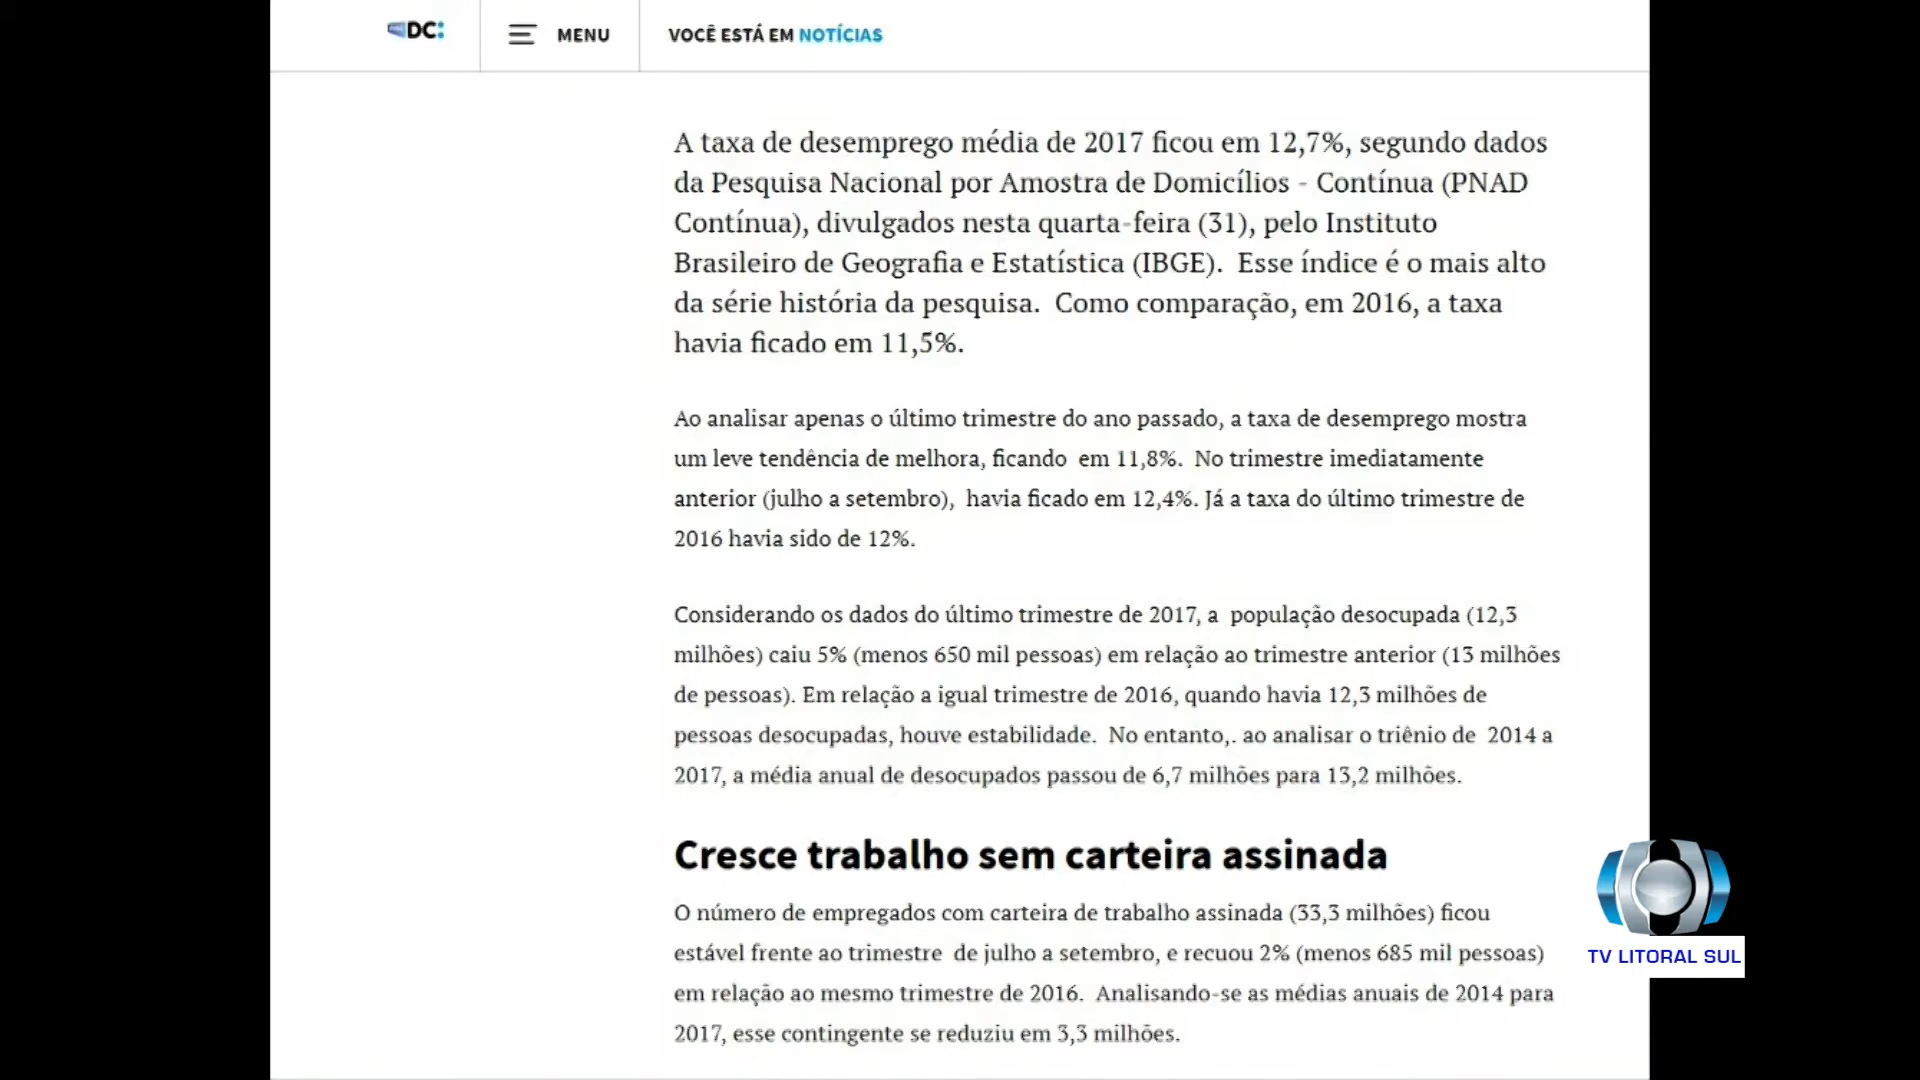 DC:
MENU
VOCÊ ESTÁ EM NOTÍCIAS
A taxa de desemprego média de 2017 ficou em 12,7%, segundo dados
da Pesquisa Nacional por Amostra de Domicílios - Contínua (PNAD
Contínua), divulgados nesta quarta-feira (31), pelo Instituto
Brasileiro de Geografia e Estatística (IBGE). Esse índice é o mais alto
da série história da pesquisa. Como comparação, em 2016, a taxa
havia ficado em 11,5%.
Ao analisar apenas o último trimestre do ano passado, a taxa de desemprego mostra
um leve tendência de melhora, ficando em 11,8%. No trimestre imediatamente
anterior (julho a setembro), havia ficado em 12,4%. Já a taxa do último trimestre de
2016 havia sido de 12%.
Considerando os dados do último trimestre de 2017, a população desocupada (12,3
milhões) caiu 5% (menos 650 mil pessoas) em relação ao trimestre anterior (13 milhões
de pessoas). Em relação a igual trimestre de 2016, quando havia 12,3 milhões de
pessoas desocupadas, houve estabilidade. No entanto,. ao analisar o triênio de 2014 a
2017, a média anual de desocupados passou de 6,7 milhões para 13,2 milhões.
Cresce trabalho sem carteira assinada
O número de empregados com carteira de trabalho assinada (33,3 milhões) ficou
estável frente ao trimestre de julho a setembro, e recuou 2% (menos 685 mil pessoas)
em relação ao mesmo trimestre de 2016. Analisando-se as médias anuais de 2014 para
2017, esse contingente se reduziu em 3,3 milhões.
TV LITORAL SUL